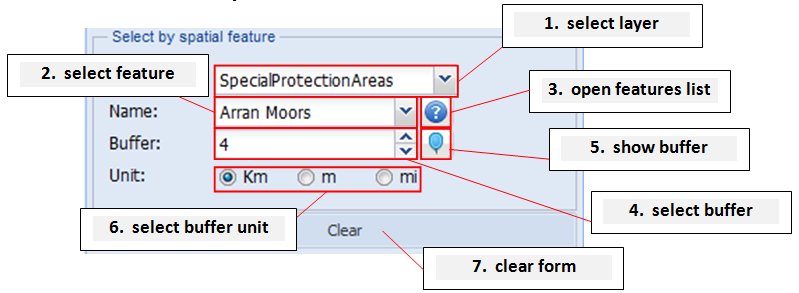 1. select layer
Select by spatial feature
2. select feature
SpecialProtectionAreas
3. open features list
Name:
Arran Moors
?
Buffer:
4
5. show buffer
Unit:
Km
m
mi
4. select buffer
6. select buffer unit
Clear
7. clear form